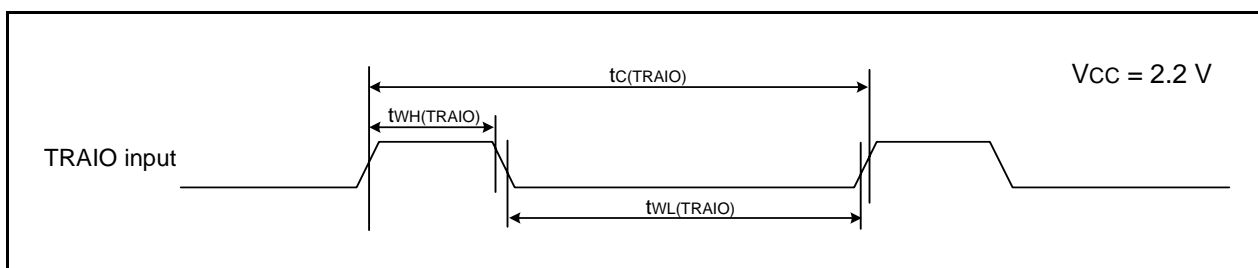 tC(TRAIO)
VCC = 2.2 V
tWH(TRAIO)
TRAIO input
tWL(TRAIO)